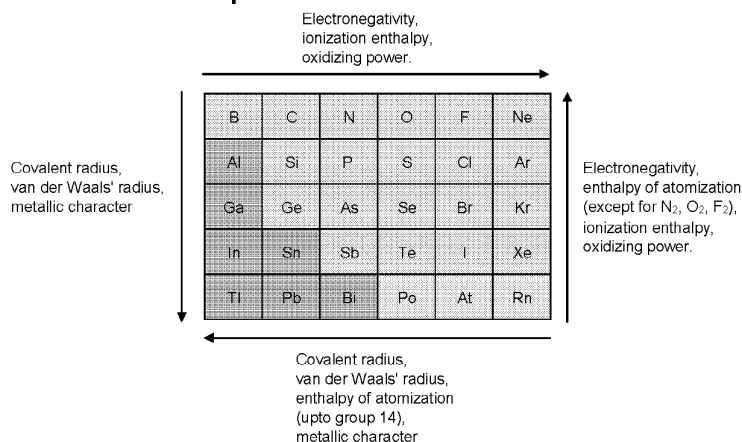 Electronegativity,
ionization enthalpy,
oxidizing power.
B C N O F Ne
Al Si P S Cl Ar
Ga Ge As Se Br Kr
In Sn Sb Te I Xe
Tl Pb Bi Po At Rn
Covalent radius,
van der Waals' radius,
metallic character
Electronegativity,
enthalpy of atomization
(except for N₂, O₂, F₂),
ionization enthalpy,
oxidizing power.
Covalent radius,
van der Waals' radius,
enthalpy of atomization
(upto group 14),
metallic character